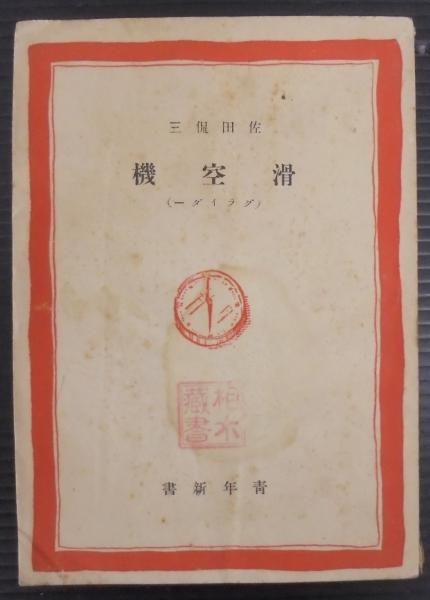 佐田侃三
滑空機
(グライダー)
柏木
藏書
青年新書